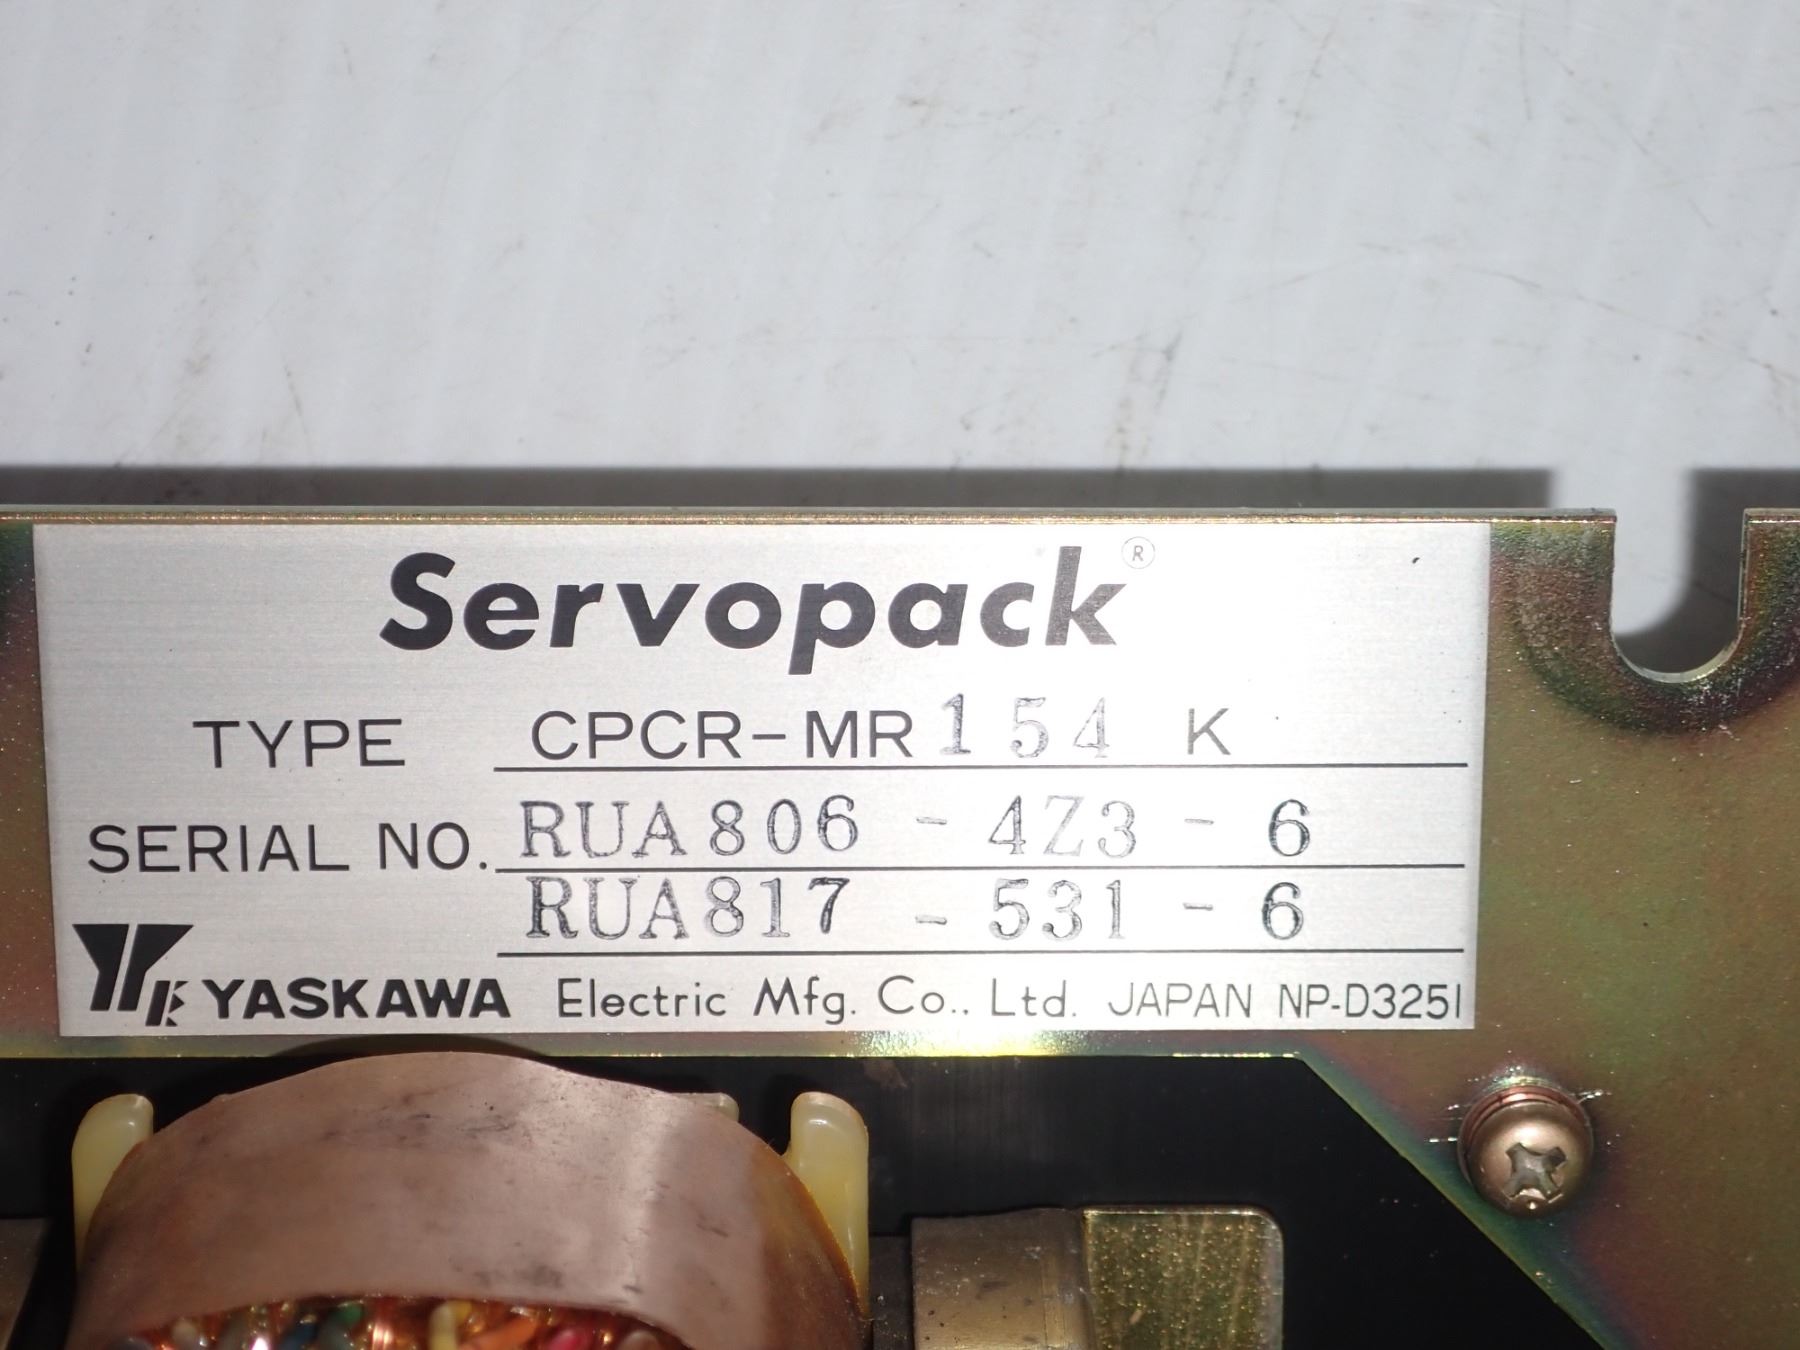 Servopack®
TYPE CPCR-MR154K
SERIAL NO. RUA806-4Z3-6
RUA817-531-6
YASKAWA Electric Mfg. Co., Ltd. JAPAN NP-D3251